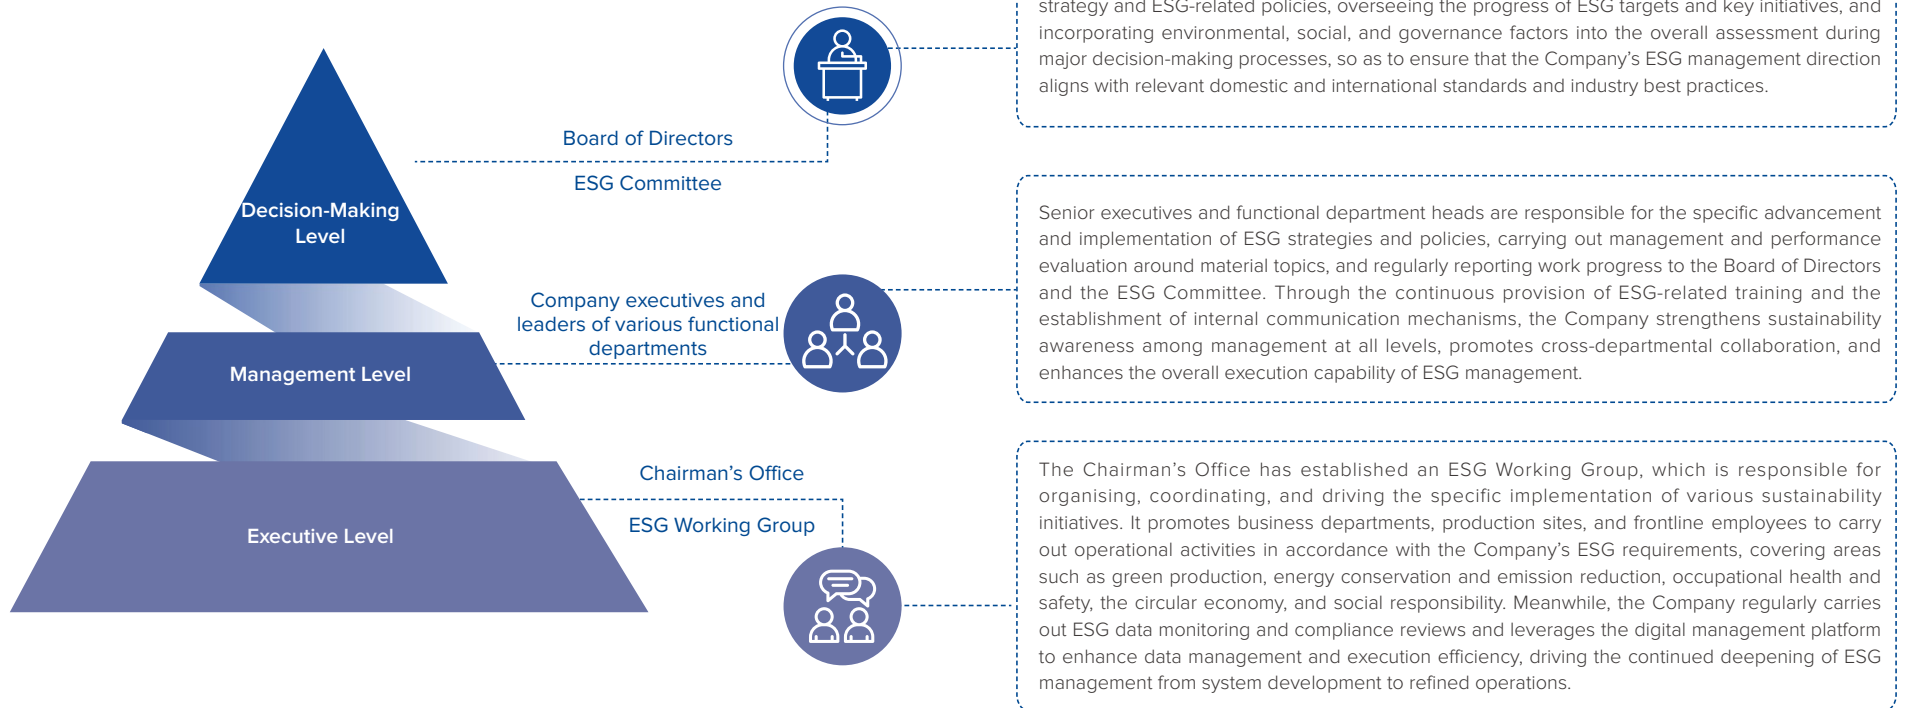 strategy and ESG-related policies, overseeing the progress of ESG targets and key initiatives, and
incorporating environmental, social, and governance factors into the overall assessment during
major decision-making processes, so as to ensure that the Company’s ESG management direction
aligns with relevant domestic and international standards and industry best practices.
Board of Directors
ESG Committee
Decision-Making
Level
Senior executives and functional department heads are responsible for the specific advancement
and implementation of ESG strategies and policies, carrying out management and performance
evaluation around material topics, and regularly reporting work progress to the Board of Directors
and the ESG Committee. Through the continuous provision of ESG-related training and the
establishment of internal communication mechanisms, the Company strengthens sustainability
awareness among management at all levels, promotes cross-departmental collaboration, and
enhances the overall execution capability of ESG management.
Company executives and
leaders of various functional
departments
Management Level
Chairman’s Office
ESG Working Group
Executive Level
The Chairman’s Office has established an ESG Working Group, which is responsible for
organising, coordinating, and driving the specific implementation of various sustainability
initiatives. It promotes business departments, production sites, and frontline employees to carry
out operational activities in accordance with the Company’s ESG requirements, covering areas
such as green production, energy conservation and emission reduction, occupational health and
safety, the circular economy, and social responsibility. Meanwhile, the Company regularly carries
out ESG data monitoring and compliance reviews and leverages the digital management platform
to enhance data management and execution efficiency, driving the continued deepening of ESG
management from system development to refined operations.